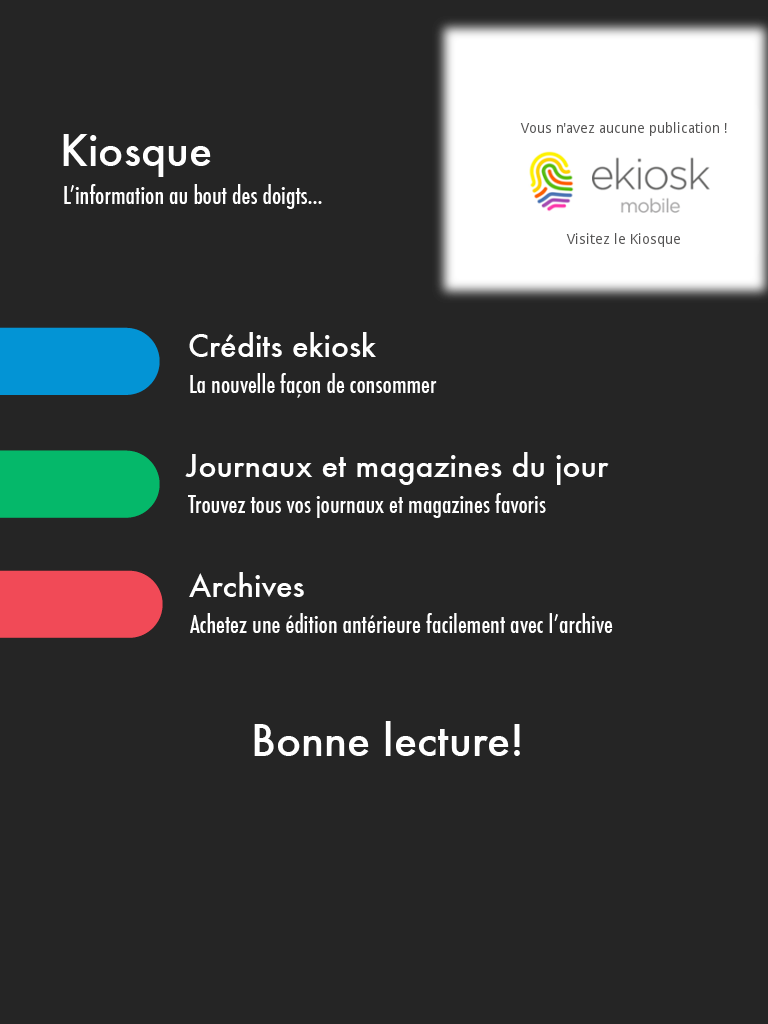 Vous n'avez aucune publication !
ekiosk
mobile
Visitez le Kiosque
Kiosque
L’information au bout des doigts...
Crédits ekiosk
La nouvelle façon de consommer
Journaux et magazines du jour
Trouvez tous vos journaux et magazines favoris
Archives
Achetez une édition antérieure facilement avec l’archive
Bonne lecture!